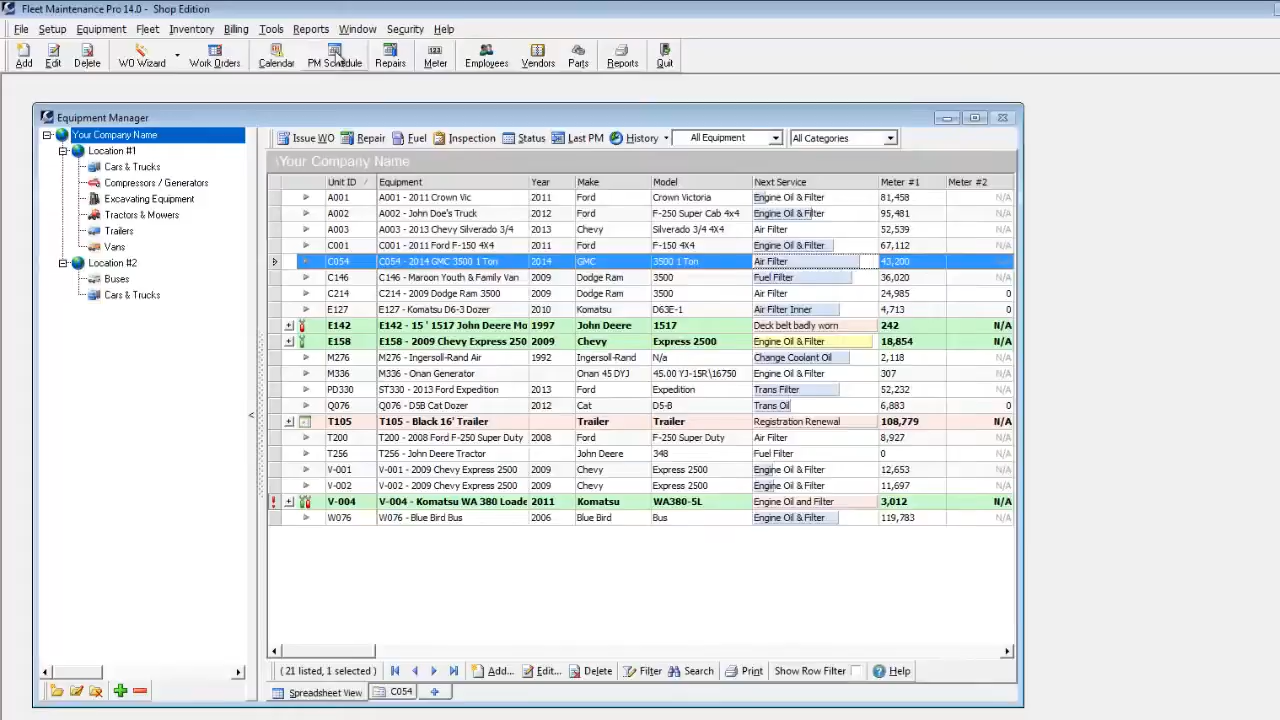 Fleet Maintenance Pro 14.0 - Shop Edition
File Setup Equipment Fleet Inventory Billing Tools Reports Window Security Help
Add Edit Delete WO Wizard Work Orders Calendar PM Schedule Repairs Meter Employees Vendors Parts Reports Quit
Equipment Manager
Your Company Name
Location #1
Cars & Trucks
Compressors / Generators
Excavating Equipment
Tractors & Mowers
Trailers
Vans
Location #2
Buses
Cars & Trucks
Issue WO Repair Fuel Inspection Status Last PM History All Equipment All Categories
\Your Company Name
Unit ID Equipment Year Make Model Next Service Meter #1 Meter #2
A001 A001 - 2011 Crown Vic 2011 Ford Crown Victoria Engine Oil & Filter 81,458 N/A
A002 A002 - John Doe's Truck 2012 Ford F-250 Super Cab 4x4 Engine Oil & Filter 95,481 N/A
A003 A003 - 2013 Chevy Silverado 3/4 2013 Chevy Silverado 3/4 Air Filter 52,539 N/A
C001 C001 - 2011 Ford F-150 4X4 2011 Ford F-150 4X4 Engine Oil & Filter 67,112 N/A
C054 C054 - 2014 GMC 3500 1 Ton 2014 GMC 3500 1 Ton Air Filter 43,200
C146 C146 - Maroon Youth & Family Van 2009 Dodge Ram 3500 Fuel Filter 36,020 N/A
C214 C214 - 2009 Dodge Ram 3500 2009 Dodge Ram 3500 Air Filter 24,985 0
E127 E127 - Komatsu D6-3 Dozer 2010 Komatsu D63E-1 Air Filter Inner 4,713 0
E142 E142 - 15 ' 1517 John Deere Mo 1997 John Deere 1517 Deck belt badly worn 242 N/A
E158 E158 - 2009 Chevy Express 250 2009 Chevy Express 2500 Engine Oil & Filter 18,854 N/A
M276 M276 - Ingersoll-Rand Air 1992 Ingersoll-Rand N/a Change Coolant Oil 2,118 N/A
M336 M336 - Onan Generator Onan 45 DYJ 45.00 YJ-15R\16750 Engine Oil & Filter 307 N/A
PD330 ST330 - 2013 Ford Expedition 2013 Ford Expedition Trans Filter 52,232 N/A
Q076 Q076 - D5B Cat Dozer 2012 Cat D5-B Trans Oil 6,883 0
T105 T105 - Black 16' Trailer Trailer Trailer Registration Renewal 108,779 N/A
T200 T200 - 2008 Ford F-250 Super Duty 2008 Ford F-250 Super Duty Air Filter 8,927 N/A
T256 T256 - John Deere Tractor John Deere 348 Fuel Filter 0 N/A
V-001 V-001 - 2009 Chevy Express 2500 2009 Chevy Express 2500 Engine Oil & Filter 12,653 N/A
V-002 V-002 - 2009 Chevy Express 2500 2009 Chevy Express 2500 Engine Oil & Filter 11,697 N/A
V-004 V-004 - Komatsu WA 380 Loade 2011 Komatsu WA380-5L Engine Oil and Filter 3,012 N/A
W076 W076 - Blue Bird Bus 2006 Blue Bird Bus Engine Oil & Filter 119,783 N/A
( 21 listed, 1 selected ) Add... Edit... Delete Filter Search Print Show Row Filter Help
Spreadsheet View C054